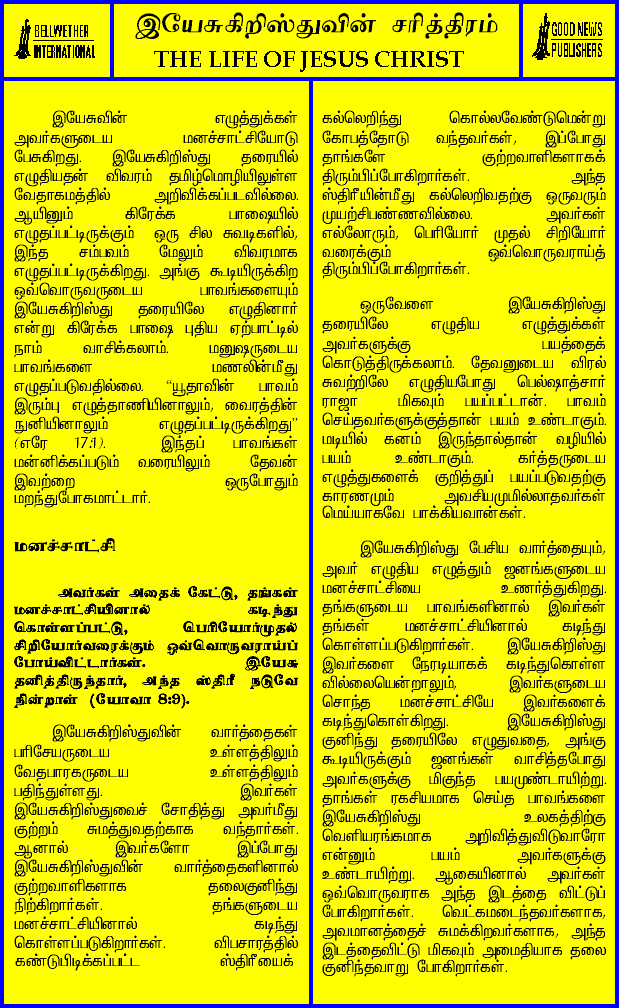 BELLWETHER
INTERNATIONAL
இயேசுகிறிஸ்துவின் சரித்திரம்
THE LIFE OF JESUS CHRIST
GOOD NEWS
PUBLISHERS
இயேசுவின் எழுத்துக்கள்
அவர்களுடைய மனச்சாட்சியோடு
பேசுகிறது. இயேசுகிறிஸ்து தரையில்
எழுதியதன் விவரம் தமிழ்மொழியிலுள்ள
வேதாகமத்தில் அறிவிக்கப்படவில்லை.
ஆயினும் கிரேக்க பாஷையில்
எழுதப்பட்டிருக்கும் ஒரு சில சுவடிகளில்,
இந்த சம்பவம் மேலும் விவரமாக
எழுதப்பட்டிருக்கிறது. அங்கு கூடியிருக்கிற
ஒவ்வொருவருடைய பாவங்களையும்
இயேசுகிறிஸ்து தரையிலே எழுதினார்
என்று கிரேக்க பாஷை புதிய ஏற்பாட்டில்
நாம் வாசிக்கலாம். மனுஷருடைய
பாவங்களை மணலின்மீது
எழுதப்படுவதில்லை. “யூதாவின் பாவம்
இரும்பு எழுத்தாணியினாலும், வைரத்தின்
நுனியினாலும் எழுதப்பட்டிருக்கிறது”
(எரே 17:1). இந்தப் பாவங்கள்
மன்னிக்கப்படும் வரையிலும் தேவன்
இவற்றை ஒருபோதும்
மறந்துபோகமாட்டார்.
மனச்சாட்சி
அவர்கள் அதைக் கேட்டு, தங்கள்
மனச்சாட்சியினால் கடிந்து
கொள்ளப்பட்டு, பெரியோர்முதல்
சிறியோர்வரைக்கும் ஒவ்வொருவராய்ப்
போய்விட்டார்கள். இயேசு
தனித்திருந்தார், அந்த ஸ்திரீ நடுவே
நின்றாள் (யோவா 8:9).
இயேசுகிறிஸ்துவின் வார்த்தைகள்
பரிசேயருடைய உள்ளத்திலும்
வேதபாரகருடைய உள்ளத்திலும்
பதிந்துள்ளது. இவர்கள்
இயேசுகிறிஸ்துவைச் சோதித்து அவர்மீது
குற்றம் சுமத்துவதற்காக வந்தார்கள்.
ஆனால் இவர்களோ இப்போது
இயேசுகிறிஸ்துவின் வார்த்தைகளினால்
குற்றவாளிகளாக தலைகுனிந்து
நிற்கிறார்கள். தங்களுடைய
மனச்சாட்சியினால் கடிந்து
கொள்ளப்படுகிறார்கள். விபசாரத்தில்
கண்டுபிடிக்கப்பட்ட ஸ்திரீயைக்
கல்லெறிந்து கொல்லவேண்டுமென்று
கோபத்தோடு வந்தவர்கள், இப்போது
தாங்களே குற்றவாளிகளாகக்
திரும்பிப்போகிறார்கள். அந்த
ஸ்திரீயின்மீது கல்லெறிவதற்கு ஒருவரும்
முயற்சிபண்ணவில்லை. அவர்கள்
எல்லோரும், பெரியோர் முதல் சிறியோர்
வரைக்கும் ஒவ்வொருவராய்த்
திரும்பிப்போகிறார்கள்.
ஒருவேளை இயேசுகிறிஸ்து
தரையிலே எழுதிய எழுத்துக்கள்
அவர்களுக்கு பயத்தைக்
கொடுத்திருக்கலாம். தேவனுடைய விரல்
சுவற்றிலே எழுதியபோது பெல்ஷாத்சார்
ராஜா மிகவும் பயப்பட்டான். பாவம்
செய்தவர்களுக்குத்தான் பயம் உண்டாகும்.
மடியில் கனம் இருந்தால்தான் வழியில்
பயம் உண்டாகும். கர்த்தருடைய
எழுத்துகளைக் குறித்துப் பயப்படுவதற்கு
காரணமும் அவசியமுமில்லாதவர்கள்
மெய்யாகவே பாக்கியவான்கள்.
இயேசுகிறிஸ்து பேசிய வார்த்தையும்,
அவர் எழுதிய எழுத்தும் ஜனங்களுடைய
மனச்சாட்சியை உணர்த்துகிறது.
தங்களுடைய பாவங்களினால் இவர்கள்
தங்கள் மனச்சாட்சியினால் கடிந்து
கொள்ளப்படுகிறார்கள். இயேசுகிறிஸ்து
இவர்களை நேரடியாகக் கடிந்துகொள்ள
வில்லையென்றாலும், இவர்களுடைய
சொந்த மனச்சாட்சியே இவர்களைக்
கடிந்துகொள்கிறது. இயேசுகிறிஸ்து
குனிந்து தரையிலே எழுதுவதை, அங்கு
கூடியிருக்கும் ஜனங்கள் வாசித்தபோது
அவர்களுக்கு மிகுந்த பயமுண்டாயிற்று.
தாங்கள் ரகசியமாக செய்த பாவங்களை
இயேசுகிறிஸ்து உலகத்திற்கு
வெளியரங்கமாக அறிவித்துவிடுவாரோ
என்னும் பயம் அவர்களுக்கு
உண்டாயிற்று. ஆகையினால் அவர்கள்
ஒவ்வொருவராக அந்த இடத்தை விட்டுப்
போகிறார்கள். வெட்கமடைந்தவர்களாக,
அவமானத்தைச் சுமக்கிறவர்களாக, அந்த
இடத்தைவிட்டு மிகவும் அமைதியாக தலை
குனிந்தவாறு போகிறார்கள்.